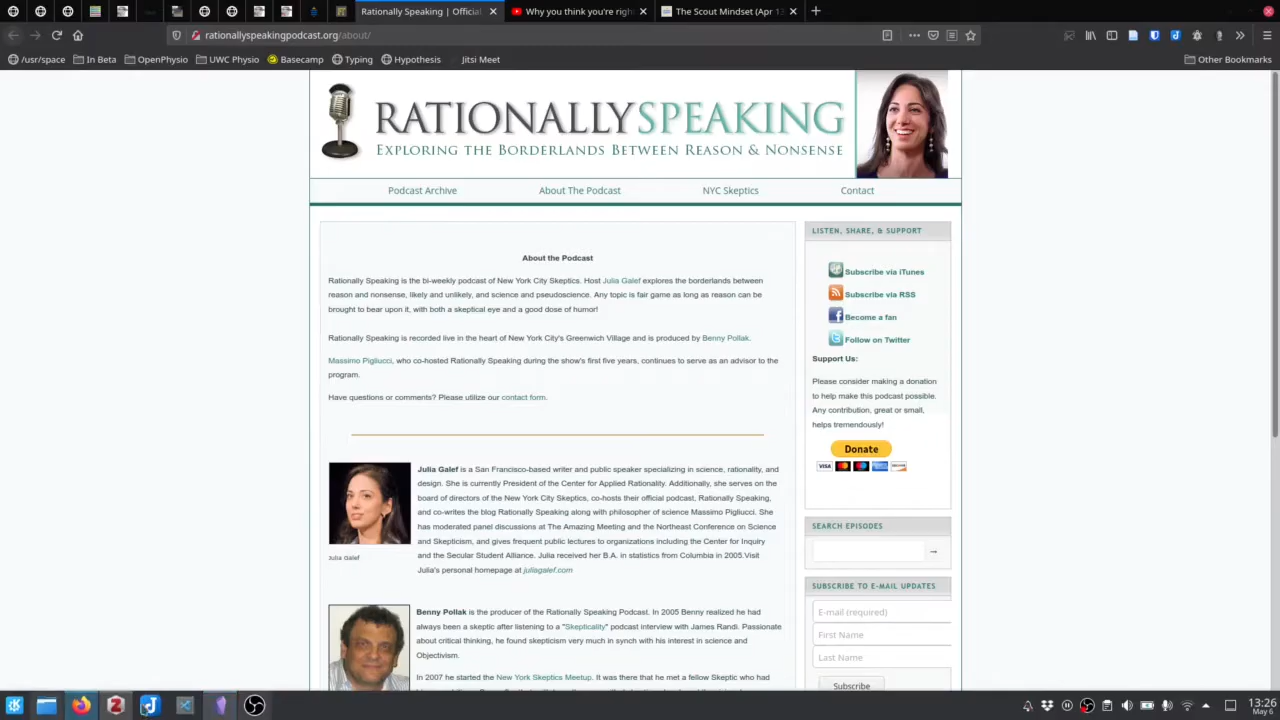 Rationally Speaking | Official
Why you think you're right
The Scout Mindset (Apr 13
rationallyspeakingpodcast.org/about/
/usr/space
In Beta
OpenPhysio
UWC Physio
Basecamp
Typing
Hypothesis
Jitsi Meet
Other Bookmarks
RATIONALLYSPEAKING
EXPLORING THE BORDERLANDS BETWEEN REASON & NONSENSE
Podcast Archive
About The Podcast
NYC Skeptics
Contact
About the Podcast
Rationally Speaking is the bi-weekly podcast of New York City Skeptics. Host Julia Galef explores the borderlands between
reason and nonsense, likely and unlikely, and science and pseudoscience. Any topic is fair game as long as reason can be
brought to bear upon it, with both a skeptical eye and a good dose of humor!
Rationally Speaking is recorded live in the heart of New York City's Greenwich Village and is produced by Benny Pollak.
Massimo Pigliucci, who co-hosted Rationally Speaking during the show's first five years, continues to serve as an advisor to the
program.
Have questions or comments? Please utilize our contact form.
Julia Galef is a San Francisco-based writer and public speaker specializing in science, rationality, and
design. She is currently President of the Center for Applied Rationality. Additionally, she serves on the
board of directors of the New York City Skeptics, co-hosts their official podcast, Rationally Speaking,
and co-writes the blog Rationally Speaking along with philosopher of science Massimo Pigliucci. She
has moderated panel discussions at The Amazing Meeting and the Northeast Conference on Science
and Skepticism, and gives frequent public lectures to organizations including the Center for Inquiry
and the Secular Student Alliance. Julia received her B.A. in statistics from Columbia in 2005.Visit
Julia's personal homepage at juliagalef.com
Julia Galef
Benny Pollak is the producer of the Rationally Speaking Podcast. In 2005 Benny realized he had
always been a skeptic after listening to a "Skepticality" podcast interview with James Randi. Passionate
about critical thinking, he found skepticism very much in synch with his interest in science and
Objectivism.
In 2007 he started the New York Skeptics Meetup. It was there that he met a fellow Skeptic who had
LISTEN, SHARE, & SUPPORT
Subscribe via iTunes
Subscribe via RSS
Become a fan
Follow on Twitter
Support Us:
Please consider making a donation
to help make this podcast possible.
Any contribution, great or small,
helps tremendously!
Donate
VISA
SEARCH EPISODES
→
SUBSCRIBE TO E-MAIL UPDATES
E-mail (required)
First Name
Last Name
Subscribe
13:26
May 6